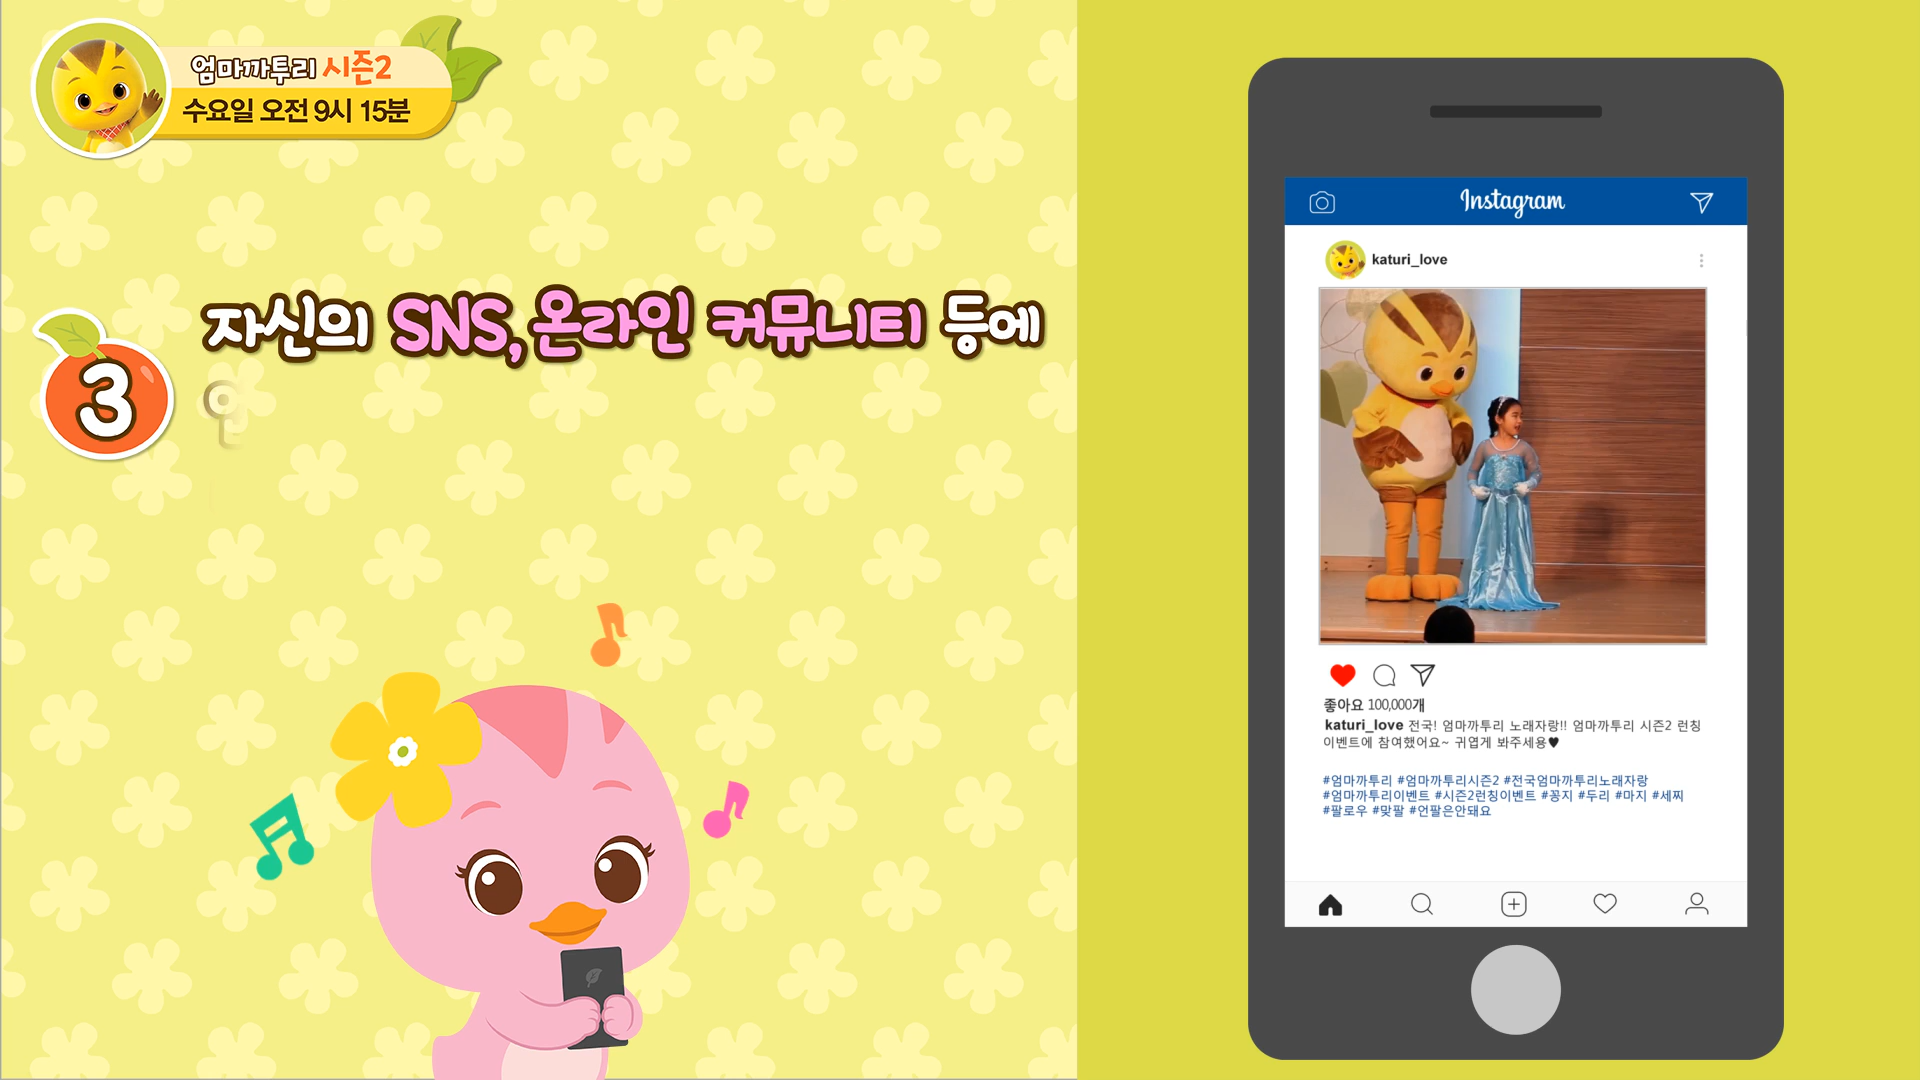 엄마까투리 시즌2
수요일 오전 9시 15분
3
자신의 SNS, 온라인 커뮤니티 등에
Instagram
katuri_love
좋아요 100,000개
katuri_love 전국! 엄마까투리 노래자랑!! 엄마까투리 시즌2 런칭
이벤트에 참여했어요~ 귀엽게 봐주세용♥
#엄마까투리 #엄마까투리시즌2 #전국엄마까투리노래자랑
#엄마까투리이벤트 #시즌2런칭이벤트 #꽁지 #두리 #마지 #세찌
#팔로우 #맞팔 #언팔은안돼요